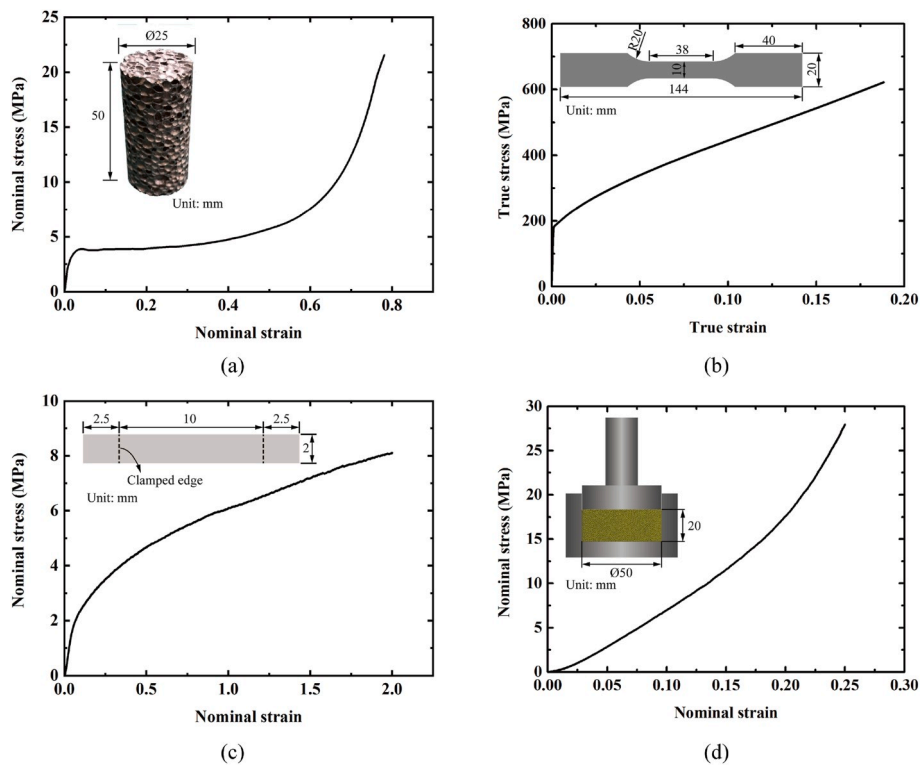 25
20
15
10
5
0
0.0
0.2
0.4
0.6
0.8
Nominal stress (MPa)
Nominal strain
Ø25
50
Unit: mm
(a)
800
700
600
400
200
0
0.00
0.05
0.10
0.15
0.20
True stress (MPa)
True strain
R20
38
40
10
20
144
Unit: mm
(b)
10
8
6
4
2
0
0.0
0.5
1.0
1.5
2.0
Nominal stress (MPa)
Nominal strain
2.5
10
2.5
2
Clamped edge
Unit: mm
(c)
30
25
20
15
10
5
0
0.00
0.05
0.10
0.15
0.20
0.25
0.30
Nominal stress (MPa)
Nominal strain
20
Ø50
Unit: mm
(d)